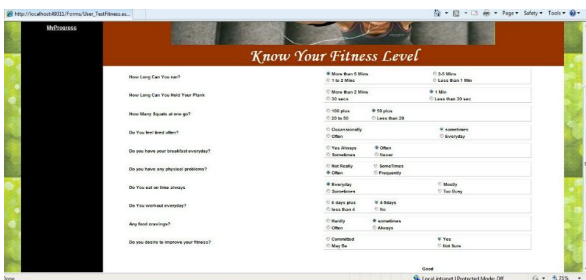 http://localhost:49311/Forms/User_TestFitness.as...
Page Safety Tools
MyProgress
Know Your Fitness Level
How Long Can You run?
More than 5 Mins 3-5 Mins
1 to 2 Mins Less than 1 Min
How Long Can You Hold Your Plank
More than 2 Mins 1 Min
30 secs Less than 30 sec
How Many Squats at one go?
100 plus 50 plus
20 to 50 Less than 20
Do You feel tired often?
Occassionally sometimes
Often Everyday
Do you have your breakfast everyday?
Yes Always Often
Sometimes Never
Do you have any physical problems?
Not Really SomeTimes
Often Frequently
Do You eat on time always
Everyday Mostly
Sometimes Too Busy
Do You workout everyday?
6 days plus 4-5days
less than 4 No
Any food cravings?
Hardly sometimes
Often Always
Do you desire to improve your fitness?
Committed Yes
May Be Not Sure
Good
Done
Local intranet | Protected Mode: Off
75%